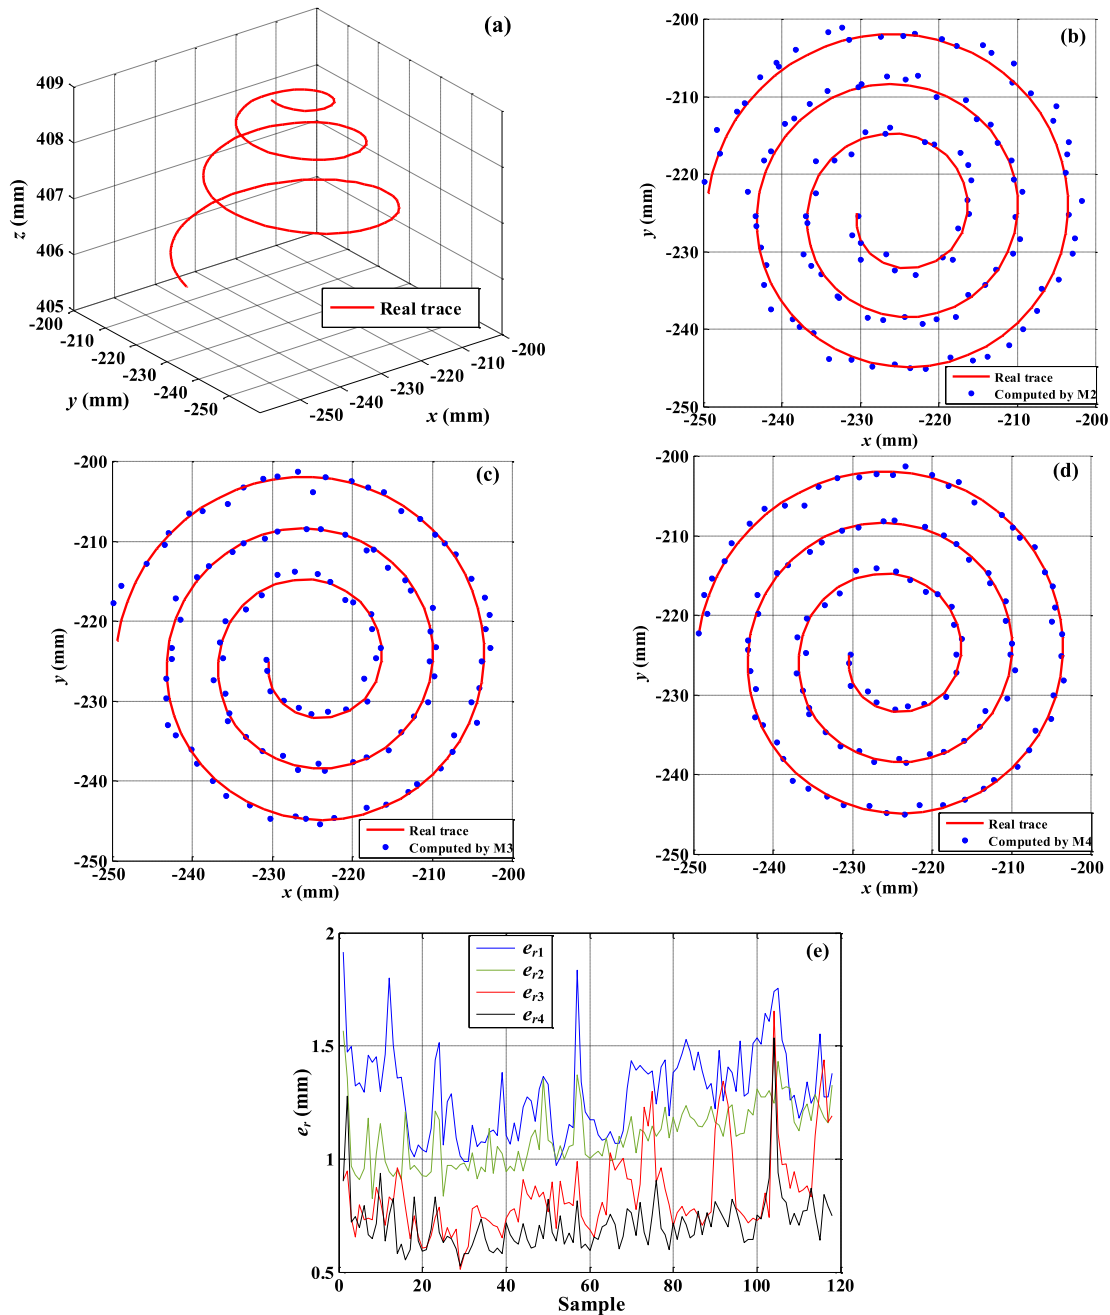 (a)
409
408
407
406
405
z (mm)
-200
-210
-220
-230
-240
-250
y (mm)
-250
-240
-230
-220
-210
-200
x (mm)
Real trace
(b)
-200
-210
-220
-230
-240
-250
y (mm)
-250
-240
-230
-220
-210
-200
x (mm)
Real trace
Computed by M2
(c)
-200
-210
-220
-230
-240
-250
y (mm)
-250
-240
-230
-220
-210
-200
x (mm)
Real trace
Computed by M3
(d)
-200
-210
-220
-230
-240
-250
y (mm)
-250
-240
-230
-220
-210
-200
x (mm)
Real trace
Computed by M4
(e)
2
1.5
1
0.5
er (mm)
0
20
40
60
80
100
120
Sample
er1
er2
er3
er4